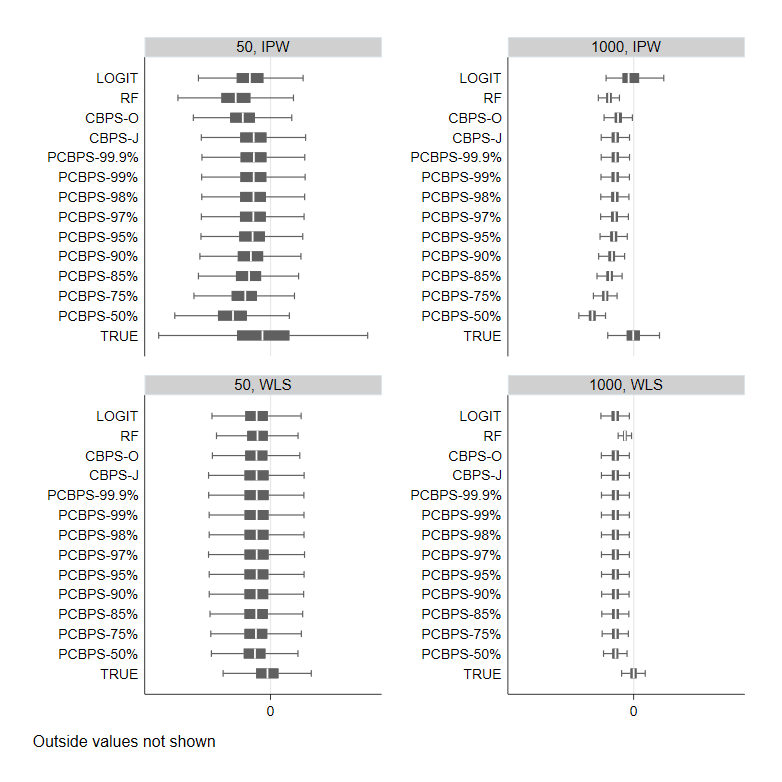 50, IPW
LOGIT
RF
CBPS-O
CBPS-J
PCBPS-99.9%
PCBPS-99%
PCBPS-98%
PCBPS-97%
PCBPS-95%
PCBPS-90%
PCBPS-85%
PCBPS-75%
PCBPS-50%
TRUE
1000, IPW
LOGIT
RF
CBPS-O
CBPS-J
PCBPS-99.9%
PCBPS-99%
PCBPS-98%
PCBPS-97%
PCBPS-95%
PCBPS-90%
PCBPS-85%
PCBPS-75%
PCBPS-50%
TRUE
50, WLS
LOGIT
RF
CBPS-O
CBPS-J
PCBPS-99.9%
PCBPS-99%
PCBPS-98%
PCBPS-97%
PCBPS-95%
PCBPS-90%
PCBPS-85%
PCBPS-75%
PCBPS-50%
TRUE
0
1000, WLS
LOGIT
RF
CBPS-O
CBPS-J
PCBPS-99.9%
PCBPS-99%
PCBPS-98%
PCBPS-97%
PCBPS-95%
PCBPS-90%
PCBPS-85%
PCBPS-75%
PCBPS-50%
TRUE
0
Outside values not shown